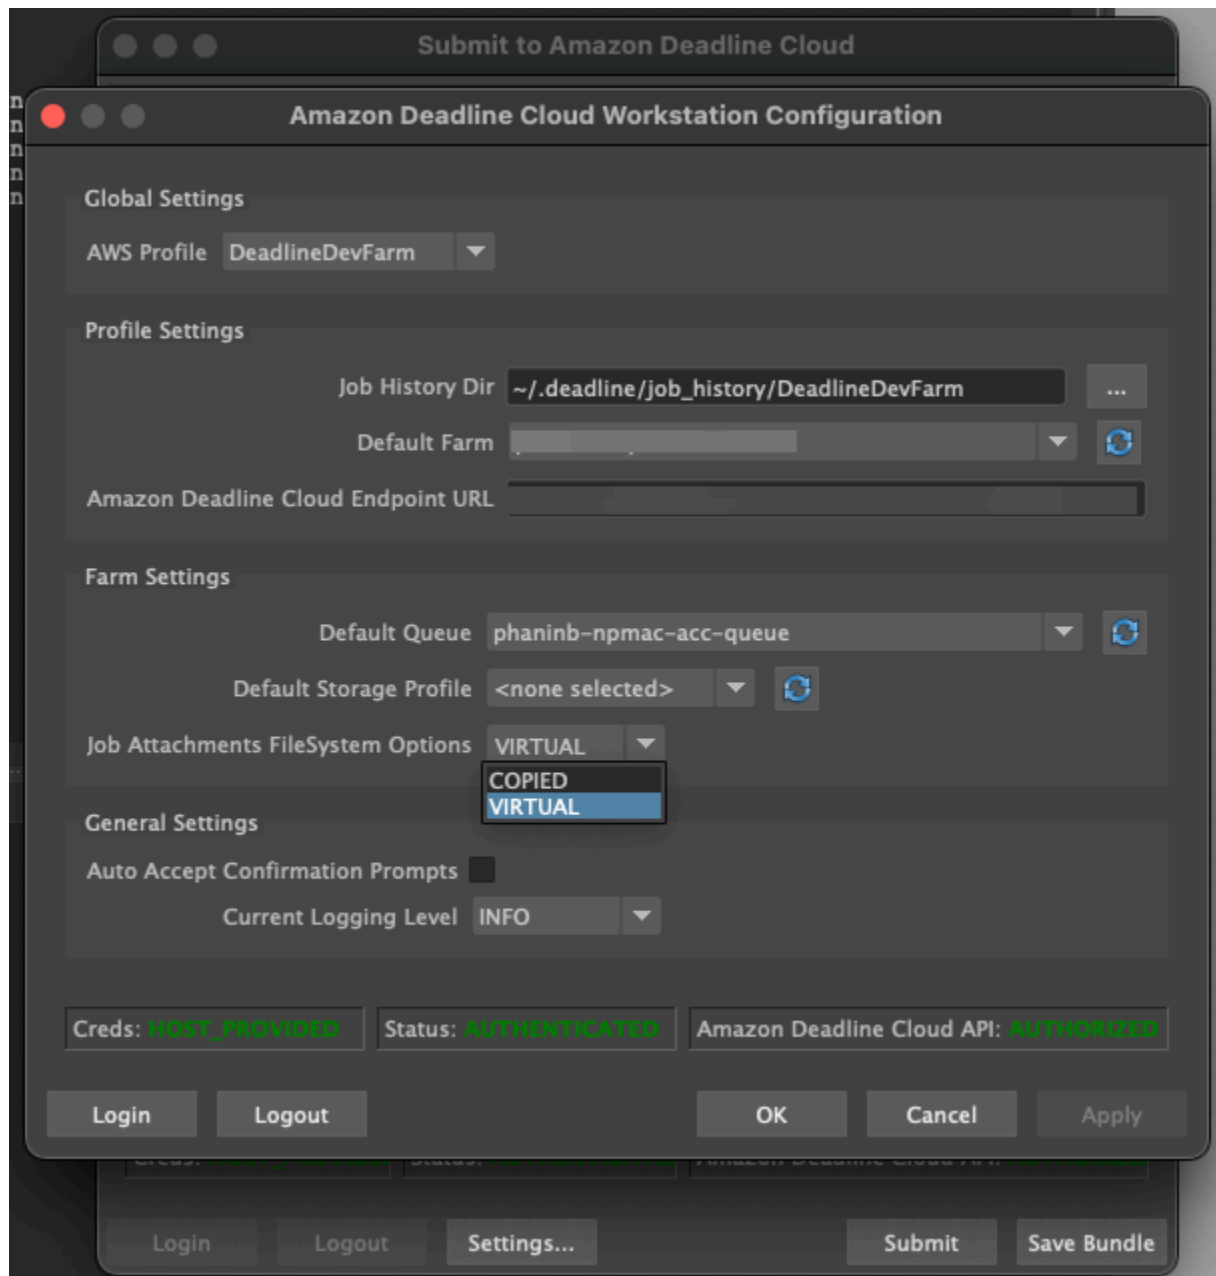 Submit to Amazon Deadline Cloud
Amazon Deadline Cloud Workstation Configuration
n
n
n
n
n
Global Settings
AWS Profile DeadlineDevFarm
Profile Settings
Job History Dir ~/.deadline/job_history/DeadlineDevFarm ...
Default Farm
Amazon Deadline Cloud Endpoint URL
Farm Settings
Default Queue phaninb-npmac-acc-queue
Default Storage Profile <none selected>
Job Attachments FileSystem Options VIRTUAL
COPIED
VIRTUAL
General Settings
Auto Accept Confirmation Prompts
Current Logging Level INFO
Creds: HOST_PROVIDED Status: AUTHENTICATED Amazon Deadline Cloud API: AUTHORIZED
Login Logout OK Cancel Apply
Login Logout Settings... Submit Save Bundle